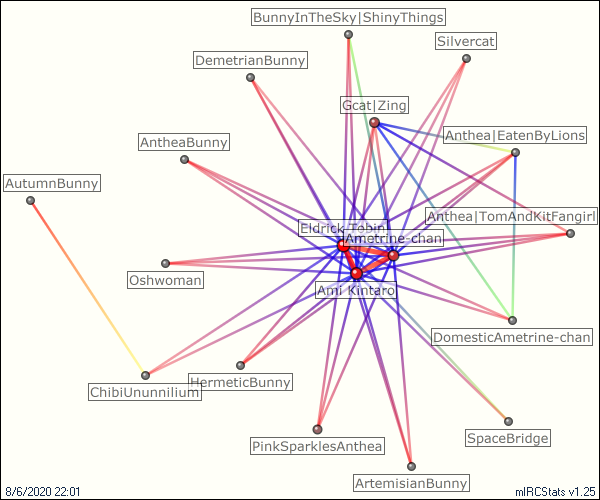 BunnyInTheSky|ShinyThings
Silvercat
DemetrianBunny
Gcat|Zing
Anthea|EatenByLions
AntheaBunny
AutumnBunny
Anthea|TomAndKitFangirl
Eldrick Tobin
Ametrine-chan
Oshwoman
Ami Kintaro
DomesticAmetrine-chan
HermeticBunny
ChibiUnunnilium
SpaceBridge
PinkSparklesAnthea
ArtemisianBunny
8/6/2020 22:01 mIRCStats v1.25